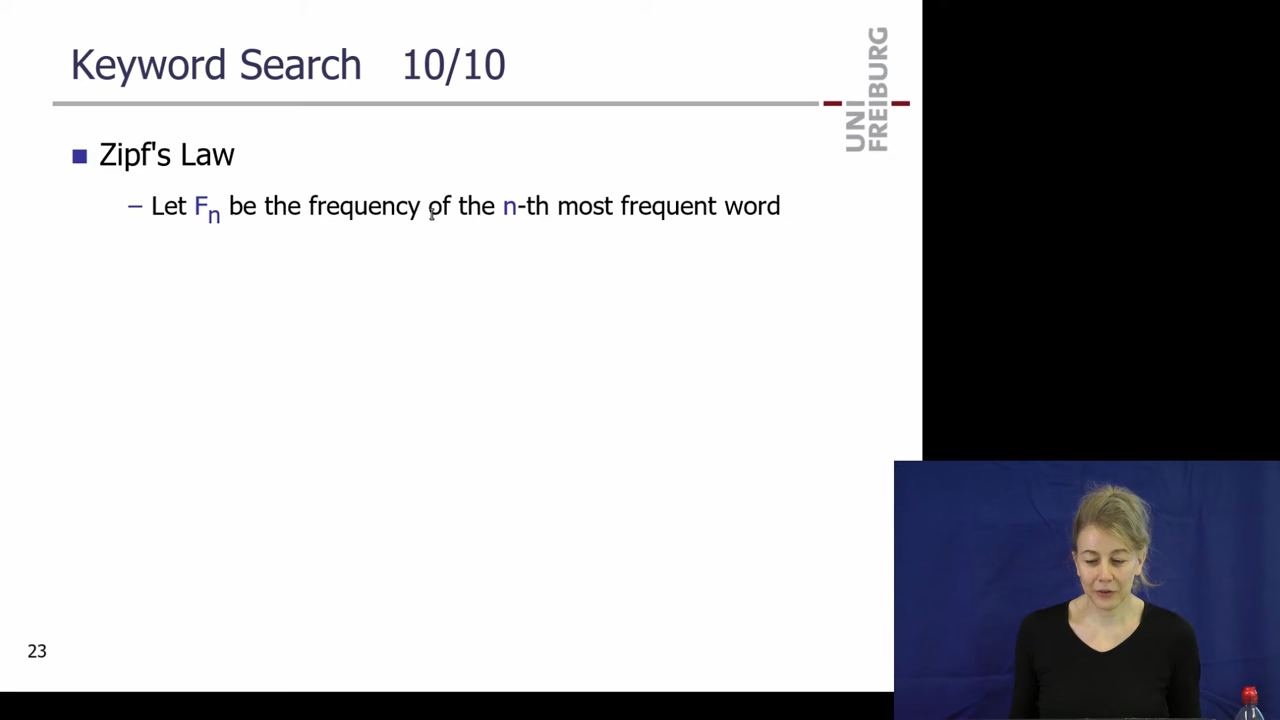 Keyword Search 10/10
UNI
FREIBURG
Zipf's Law
– Let Fn be the frequency of the n-th most frequent word
23